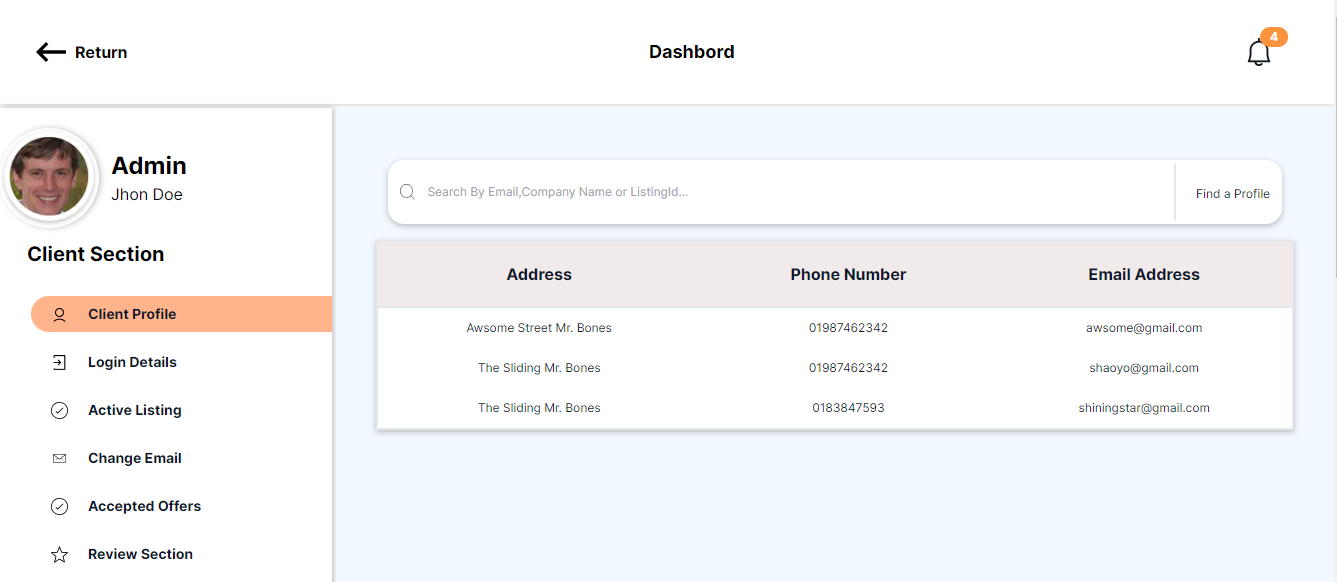 Return
Dashbord
4
Admin
Jhon Doe
Client Section
Client Profile
Login Details
Active Listing
Change Email
Accepted Offers
Review Section
Search By Email,Company Name or ListingId...
Find a Profile
Address Phone Number Email Address
Awsome Street Mr. Bones 01987462342 awsome@gmail.com
The Sliding Mr. Bones 01987462342 shaoyo@gmail.com
The Sliding Mr. Bones 0183847593 shiningstar@gmail.com